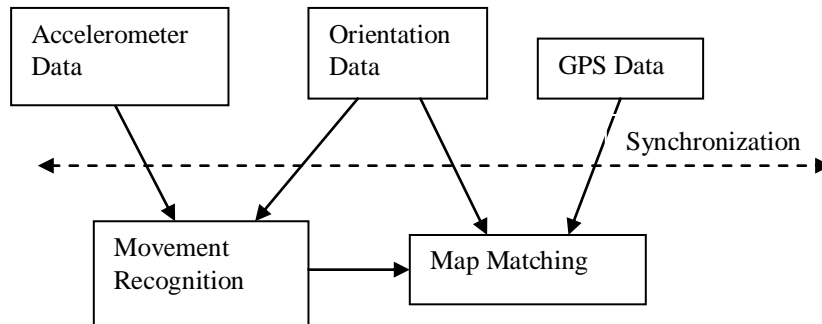 Accelerometer
Data
Orientation
Data
GPS Data
Synchronization
Movement
Recognition
Map Matching